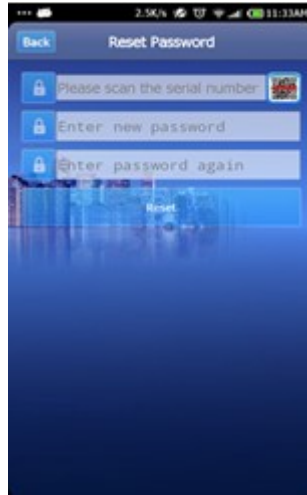 2.5K/s 11:33AM
Back Reset Password
Please scan the serial number
Enter new password
Enter password again
Reset